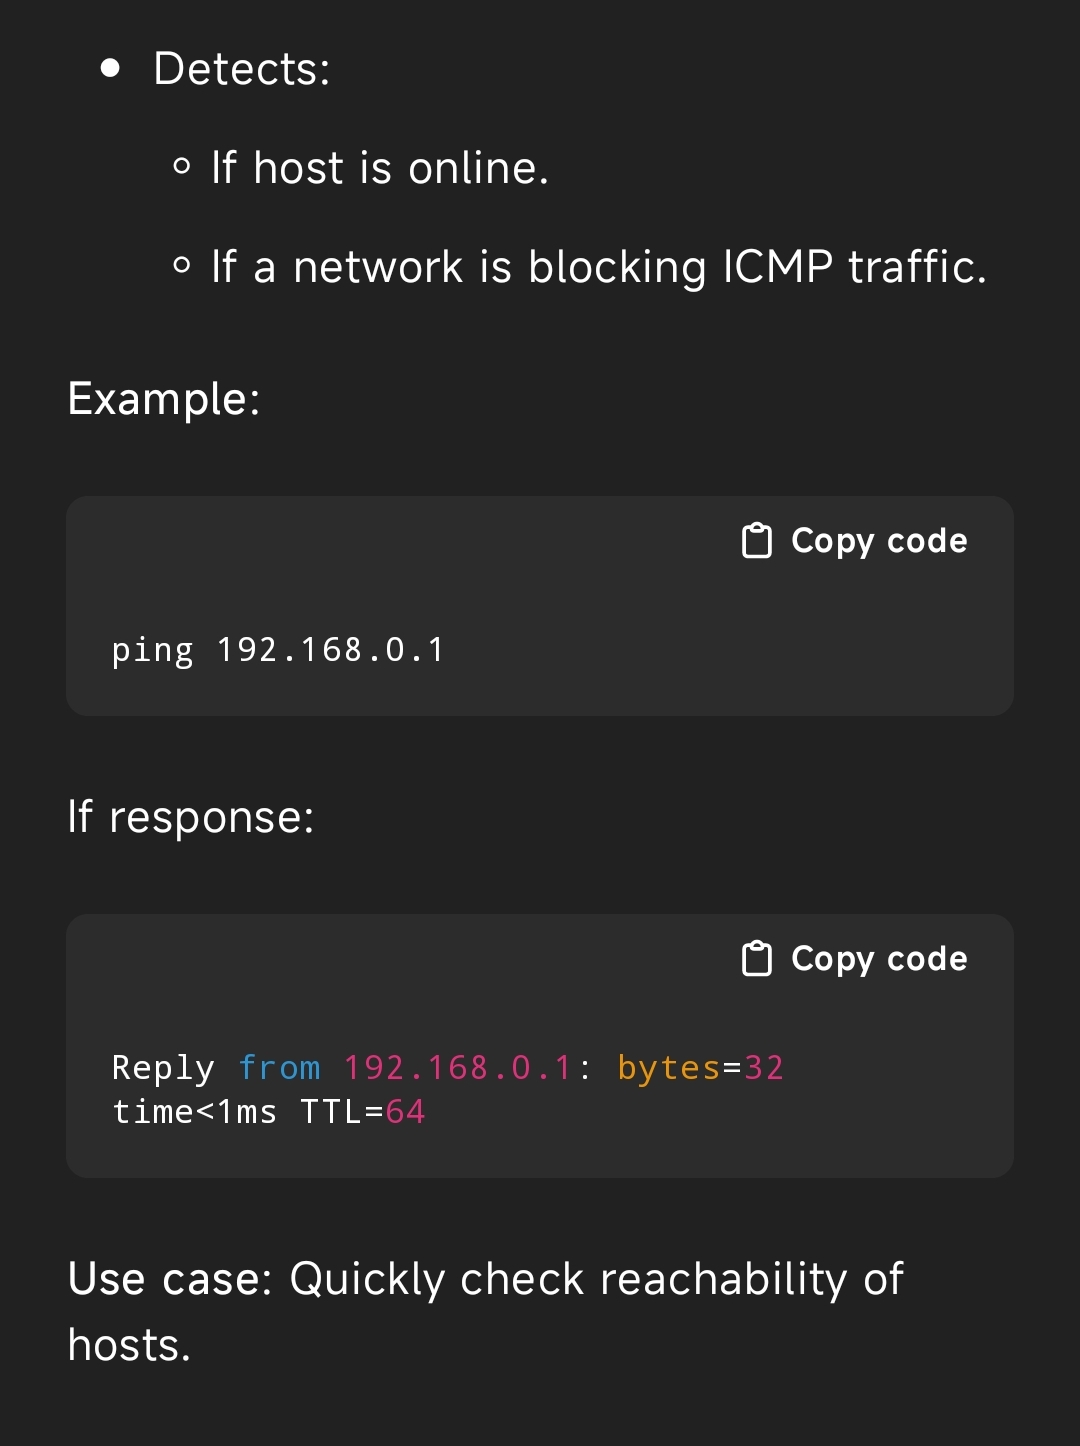 Detects:
If host is online.
If a network is blocking ICMP traffic.
Example:
Copy code
ping 192.168.0.1
If response:
Copy code
Reply from 192.168.0.1: bytes=32
time<1ms TTL=64
Use case: Quickly check reachability of
hosts.